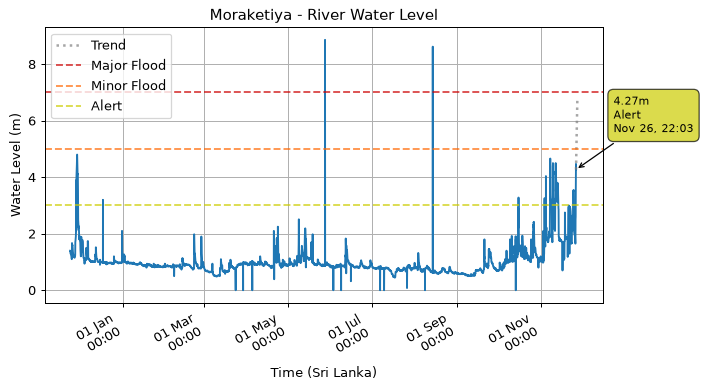 Moraketiya - River Water Level
Trend
Major Flood
Minor Flood
Alert
4.27m
Alert
Nov 26, 22:03
Water Level (m)
8
6
4
2
0
01 Jan
00:00
01 Mar
00:00
01 May
00:00
01 Jul
00:00
01 Sep
00:00
01 Nov
00:00
Time (Sri Lanka)